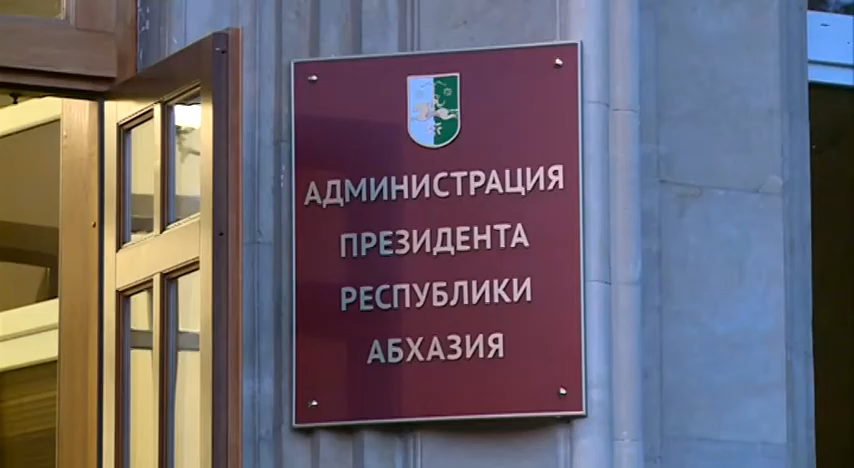 АДМИНИСТРАЦИЯ
ПРЕЗИДЕНТА
РЕСПУБЛИКИ
АБХАЗИЯ